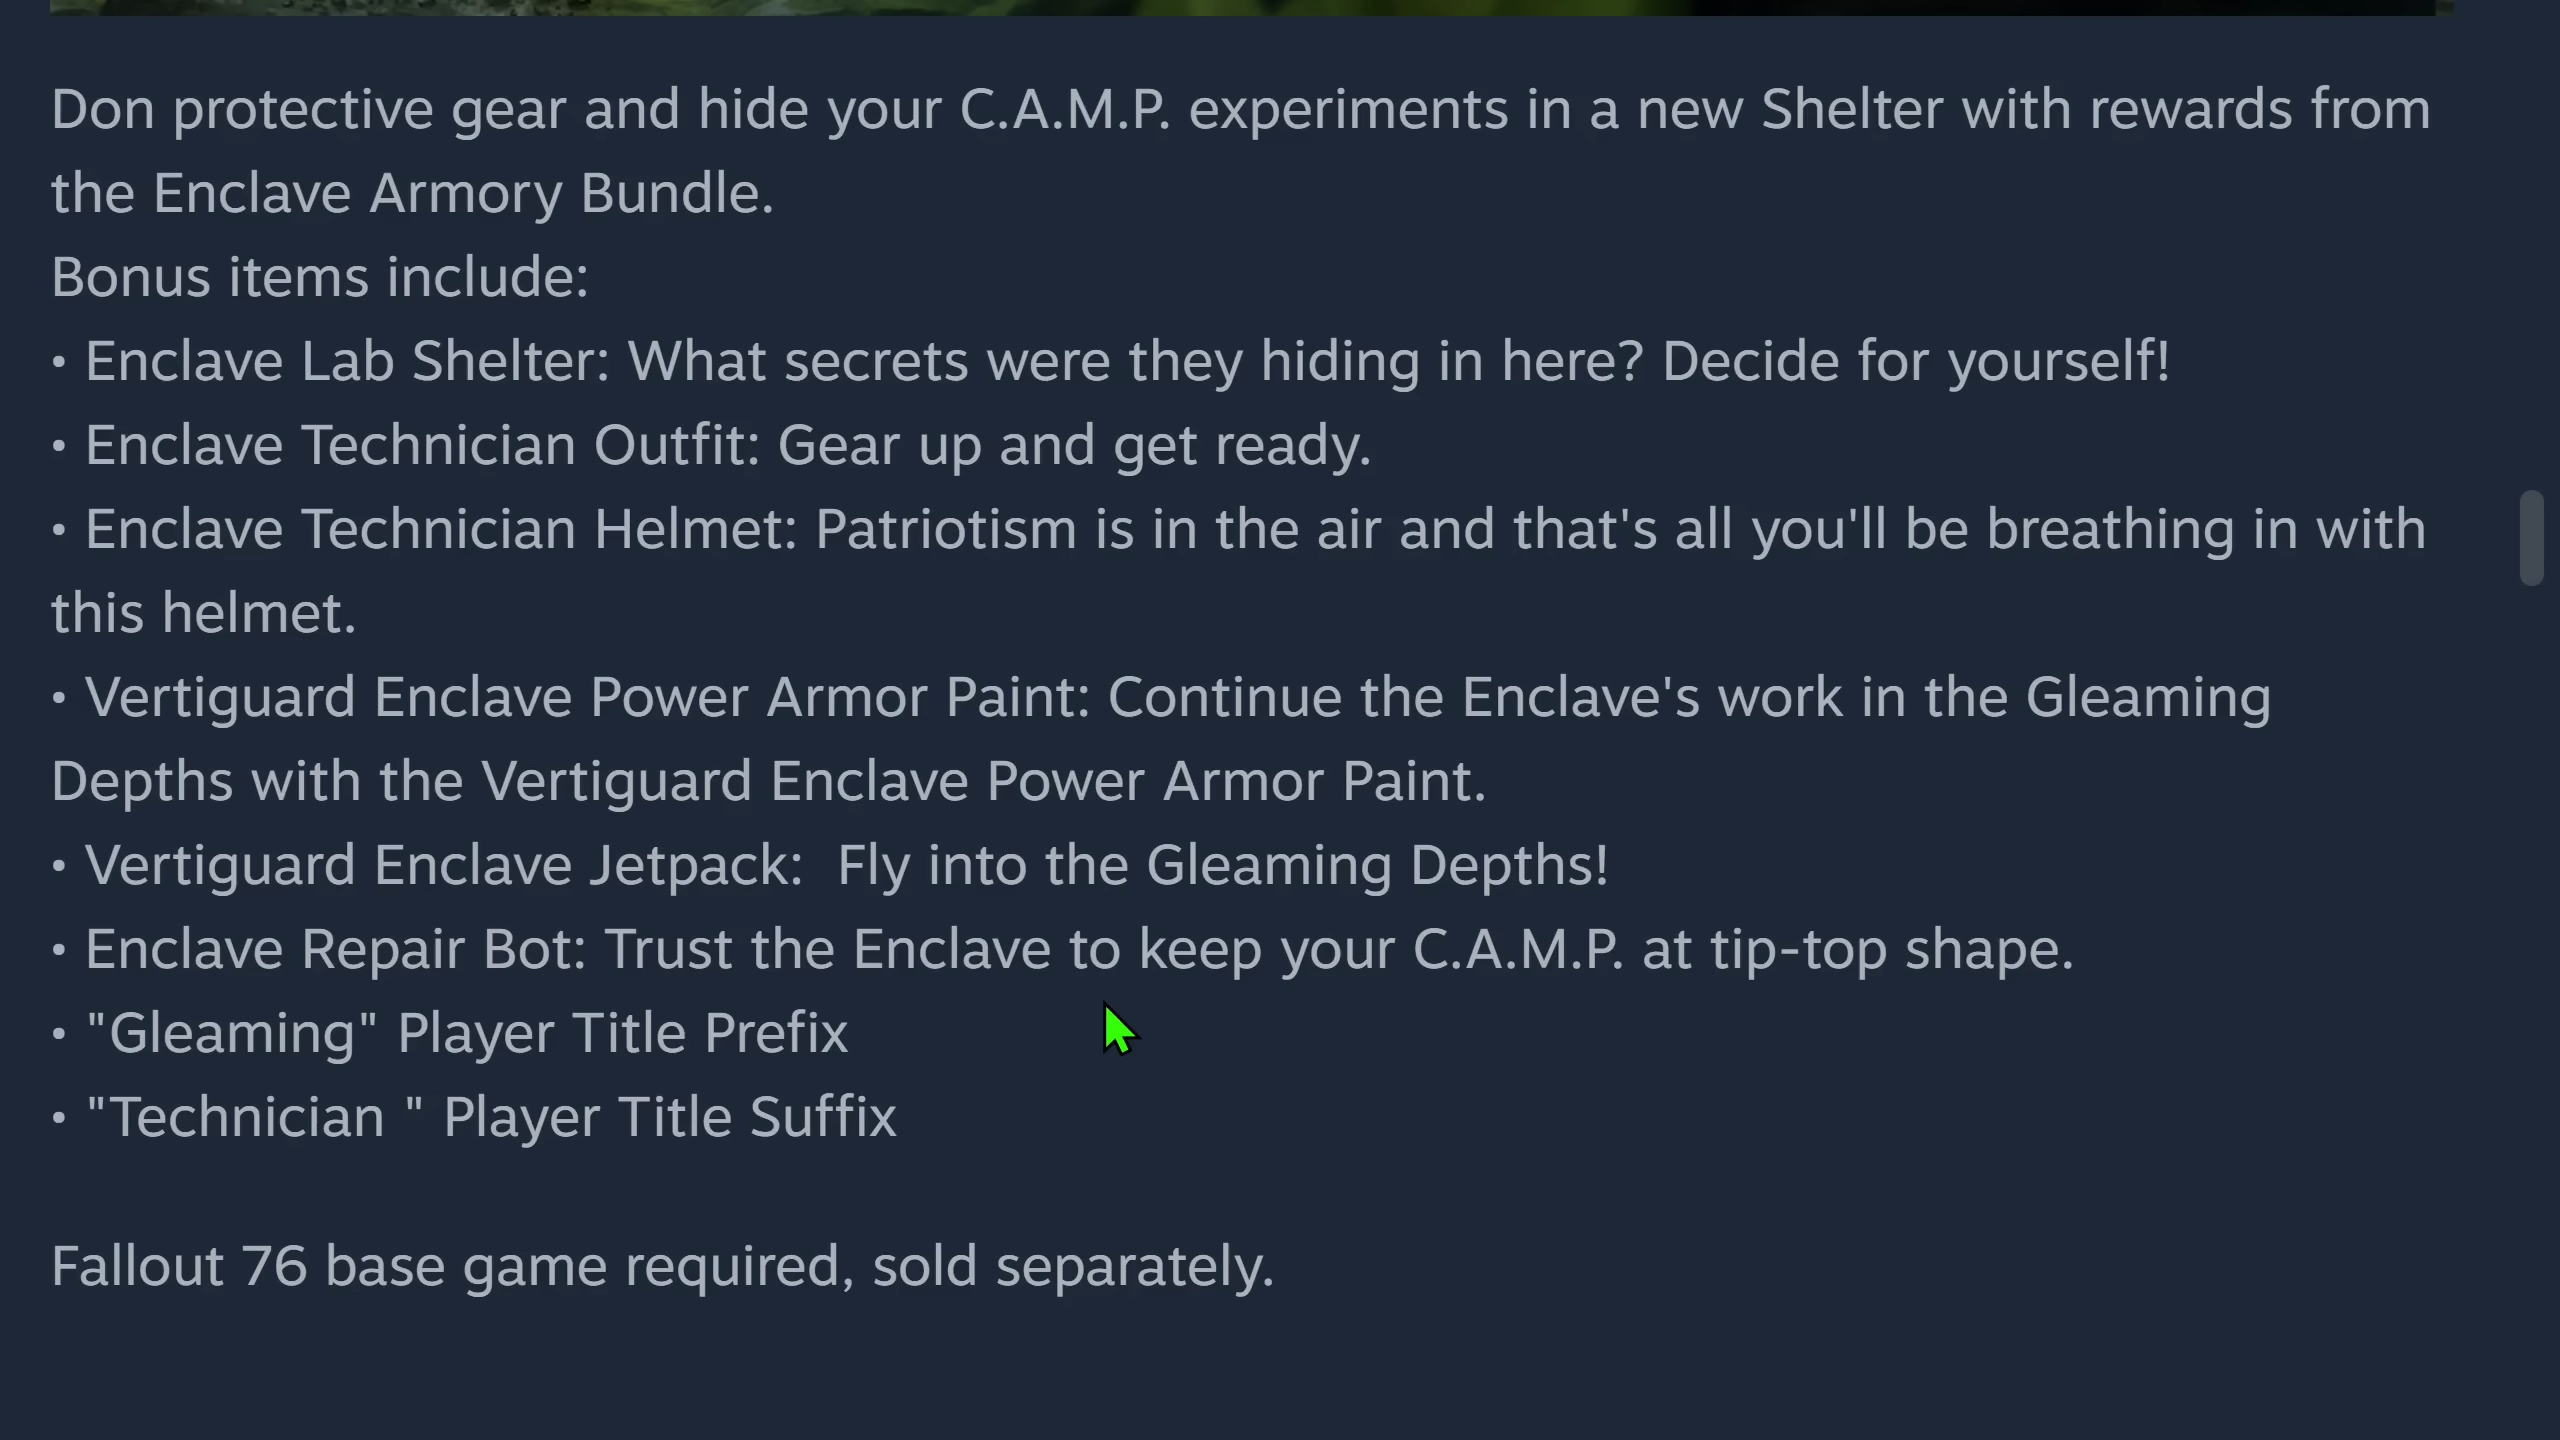 Don protective gear and hide your C.A.M.P. experiments in a new Shelter with rewards from
the Enclave Armory Bundle.
Bonus items include:
• Enclave Lab Shelter: What secrets were they hiding in here? Decide for yourself!
• Enclave Technician Outfit: Gear up and get ready.
• Enclave Technician Helmet: Patriotism is in the air and that's all you'll be breathing in with
this helmet.
• Vertiguard Enclave Power Armor Paint: Continue the Enclave's work in the Gleaming
Depths with the Vertiguard Enclave Power Armor Paint.
• Vertiguard Enclave Jetpack:  Fly into the Gleaming Depths!
• Enclave Repair Bot: Trust the Enclave to keep your C.A.M.P. at tip-top shape.
• "Gleaming" Player Title Prefix
• "Technician " Player Title Suffix
Fallout 76 base game required, sold separately.